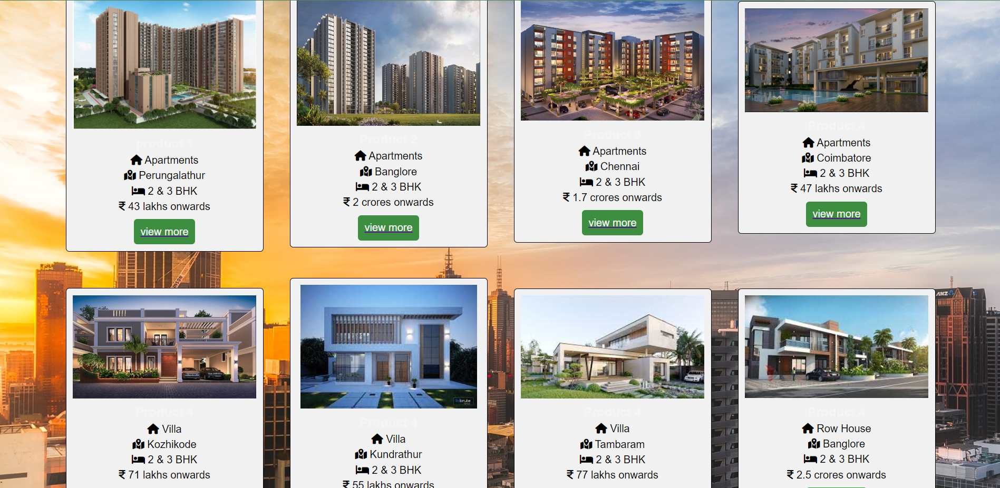 product 1
Apartments
Perungalathur
2 & 3 BHK
₹ 43 lakhs onwards
view more
Product 2
Apartments
Banglore
2 & 3 BHK
₹ 2 crores onwards
view more
Product 3
Apartments
Chennai
2 & 3 BHK
₹ 1.7 crores onwards
view more
Product 4
Apartments
Coimbatore
2 & 3 BHK
₹ 47 lakhs onwards
view more
Product 4
Villa
Kozhikode
2 & 3 BHK
₹ 71 lakhs onwards
Product 4
Villa
Kundrathur
2 & 3 BHK
₹ 55 lakhs onwards
Product 4
Villa
Tambaram
2 & 3 BHK
₹ 77 lakhs onwards
Product 4
Row House
Banglore
2 & 3 BHK
₹ 2.5 crores onwards
ANZ